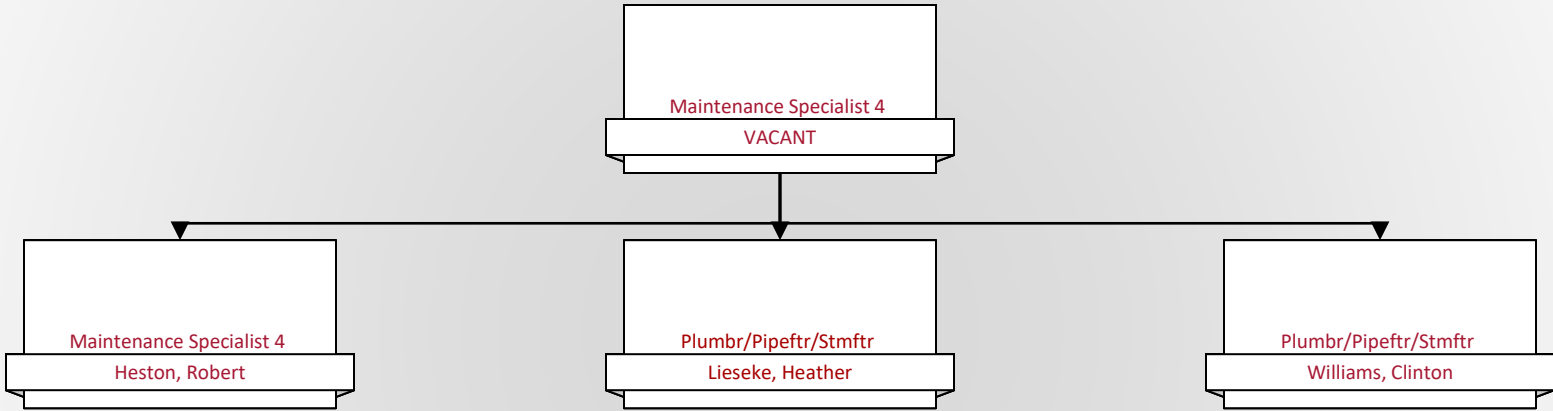 Maintenance Specialist 4
VACANT
Maintenance Specialist 4
Heston, Robert
Plumbr/Pipeftr/Stmftr
Lieseke, Heather
Plumbr/Pipeftr/Stmftr
Williams, Clinton